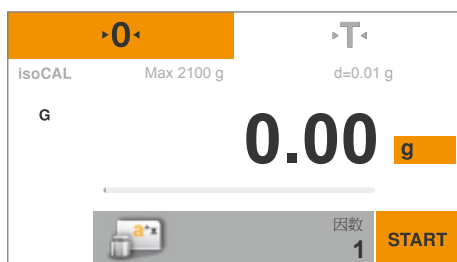 0 T
isoCAL Max 2100 g d=0.01 g
G
0.00 g
a+x
因数
1
START